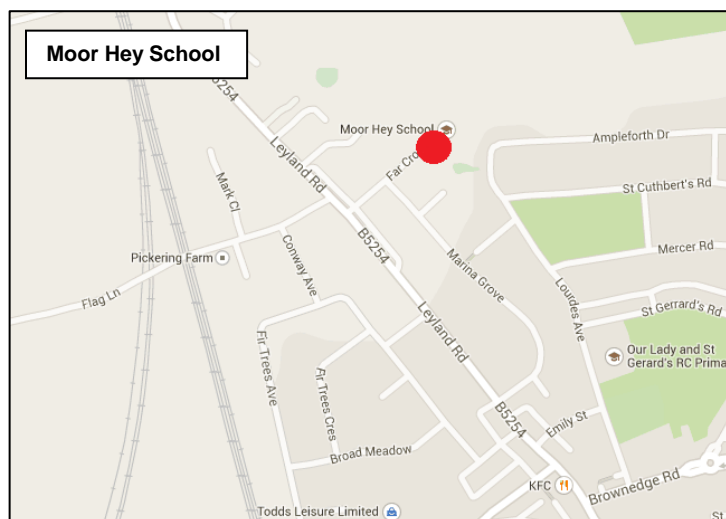 Moor Hey School
B5254
Leyland Rd
Moor Hey School
Far Cro
Ampleforth Dr
St Cuthbert's Rd
Mark Cl
B5254
Mercer Rd
Pickering Farm
Conway Ave
Marina Grove
Lourdes Ave
Flag Ln
St Gerrard's Rd
Leyland Rd
Our Lady and St
Gerard's RC Prima
Fir Trees Ave
Fir Trees Cres
B5254
Emily St
Broad Meadow
KFC
Brownedge Rd
Todds Leisure Limited
St